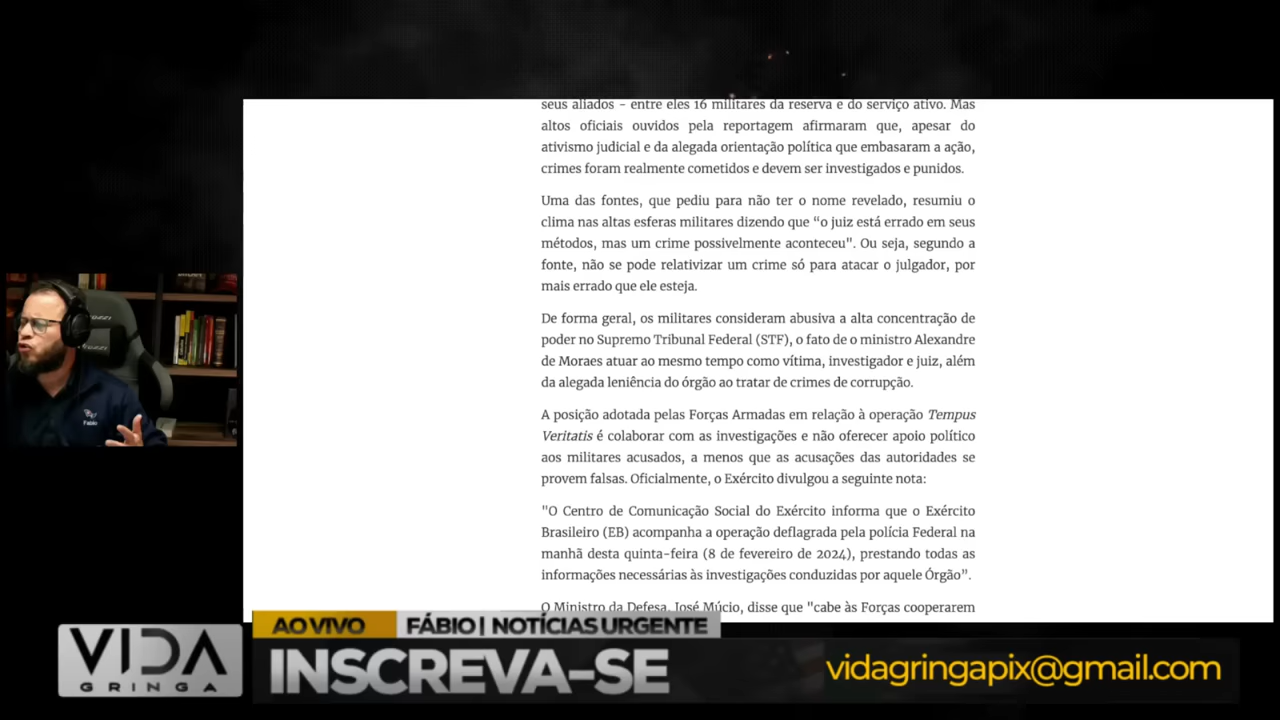 seus aliados - entre eles 16 militares da reserva e do serviço ativo. Mas
altos oficiais ouvidos pela reportagem afirmaram que, apesar do
ativismo judicial e da alegada orientação política que embasaram a ação,
crimes foram realmente cometidos e devem ser investigados e punidos.
Uma das fontes, que pediu para não ter o nome revelado, resumiu o
clima nas altas esferas militares dizendo que “o juiz está errado em seus
métodos, mas um crime possivelmente aconteceu". Ou seja, segundo a
fonte, não se pode relativizar um crime só para atacar o julgador, por
mais errado que ele esteja.
De forma geral, os militares consideram abusiva a alta concentração de
poder no Supremo Tribunal Federal (STF), o fato de o ministro Alexandre
de Moraes atuar ao mesmo tempo como vítima, investigador e juiz, além
da alegada leniência do órgão ao tratar de crimes de corrupção.
A posição adotada pelas Forças Armadas em relação à operação Tempus
Veritatis é colaborar com as investigações e não oferecer apoio político
aos militares acusados, a menos que as acusações das autoridades se
provem falsas. Oficialmente, o Exército divulgou a seguinte nota:
"O Centro de Comunicação Social do Exército informa que o Exército
Brasileiro (EB) acompanha a operação deflagrada pela polícia Federal na
manhã desta quinta-feira (8 de fevereiro de 2024), prestando todas as
informações necessárias às investigações conduzidas por aquele Órgão”.
O Ministro da Defesa, José Múcio, disse que "cabe às Forças cooperarem
Fabio
AO VIVO
FÁBIO | NOTÍCIAS URGENTE
VIDA
GRINGA
INSCREVA-SE
vidagringapix@gmail.com